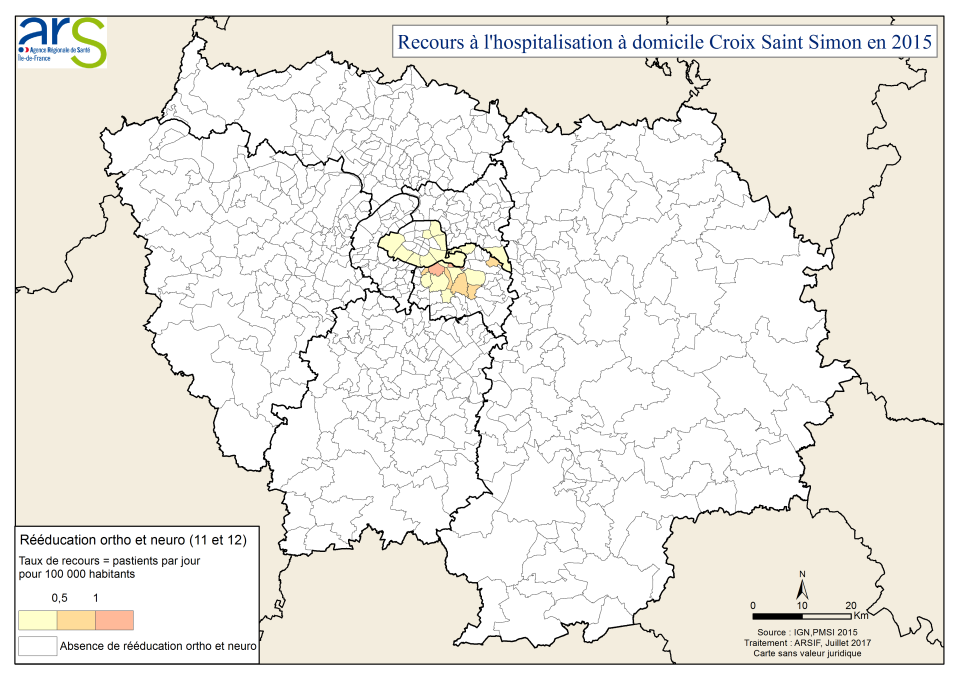 ars
Agence Régionale de Santé
Île-de-France
Recours à l'hospitalisation à domicile Croix Saint Simon en 2015
Rééducation ortho et neuro (11 et 12)
Taux de recours = pastients par jour
pour 100 000 habitants
0,5 1
Absence de rééducation ortho et neuro
N
0 10 20
Km
Source : IGN,PMSI 2015
Traitement : ARSIF, Juillet 2017
Carte sans valeur juridique